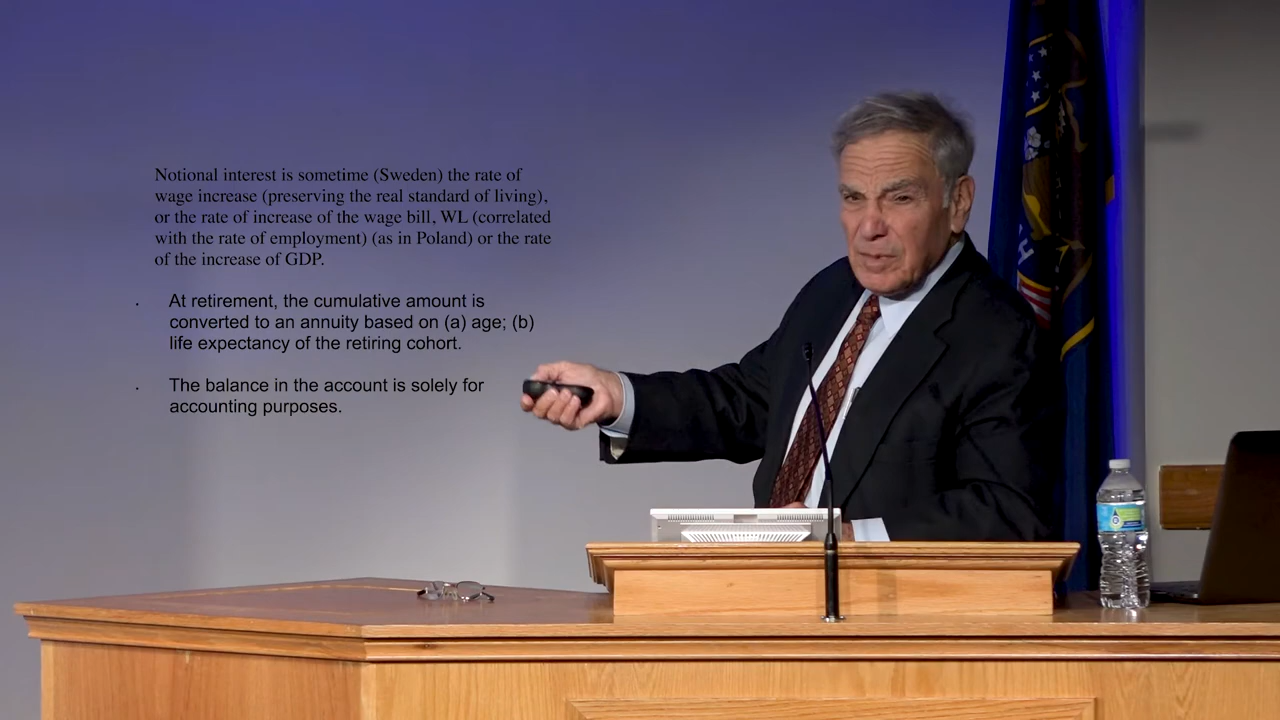 Notional interest is sometime (Sweden) the rate of
wage increase (preserving the real standard of living),
or the rate of increase of the wage bill, WL (correlated
with the rate of employment) (as in Poland) or the rate
of the increase of GDP.
· At retirement, the cumulative amount is
converted to an annuity based on (a) age; (b)
life expectancy of the retiring cohort.
· The balance in the account is solely for
accounting purposes.